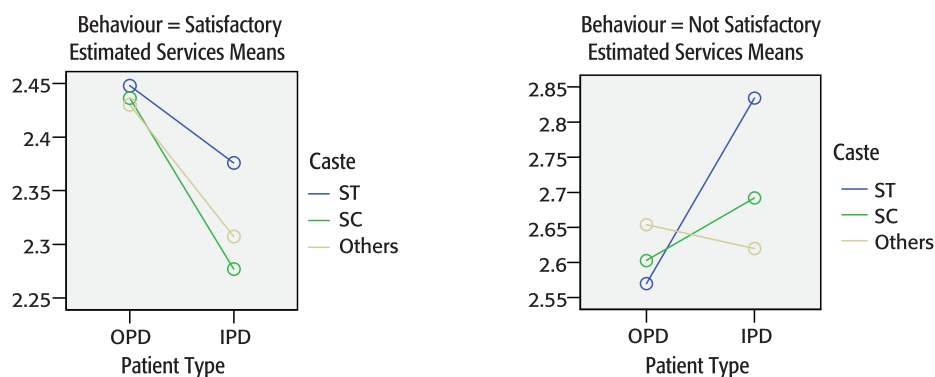 Behaviour = Satisfactory
Estimated Services Means
2.45
2.4
2.35
2.3
2.25
OPD
IPD
Patient Type
Caste
ST
SC
Others
Behaviour = Not Satisfactory
Estimated Services Means
2.85
2.8
2.75
2.7
2.65
2.6
2.55
OPD
IPD
Patient Type
Caste
ST
SC
Others